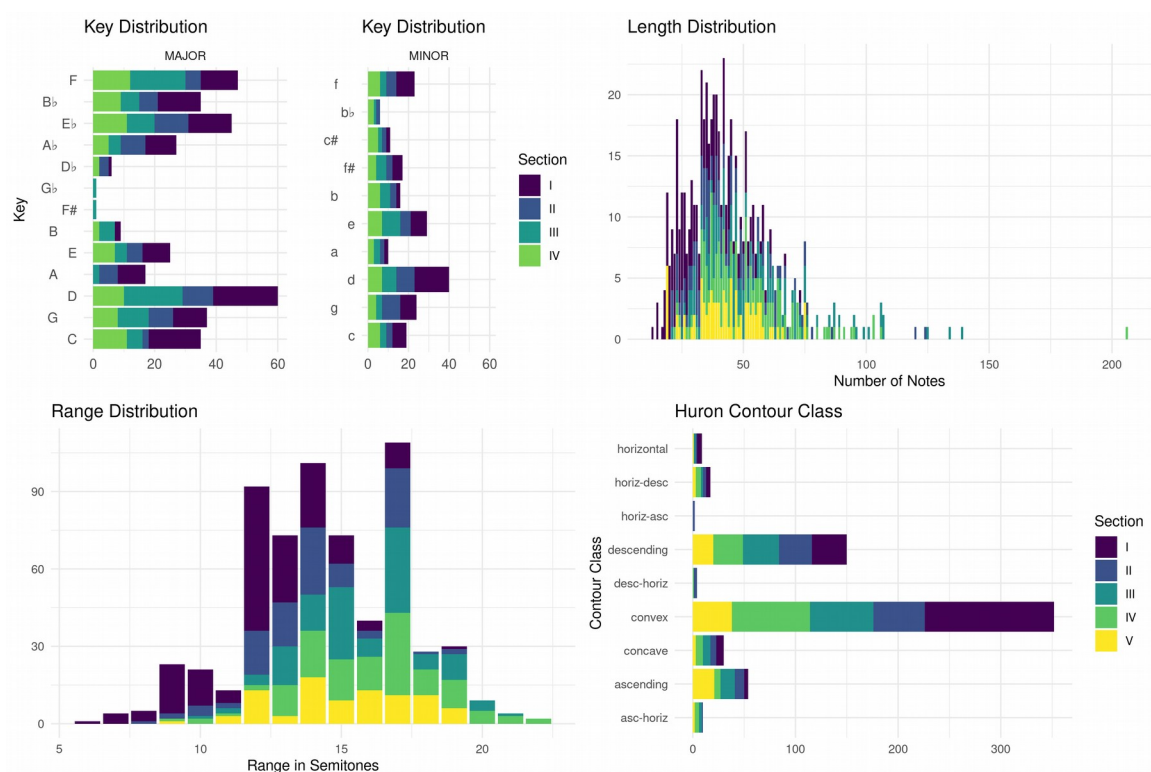 Key Distribution
MAJOR
Key
F
B♭
E♭
A♭
D♭
G♭
F#
B
E
A
D
G
C
0 20 40 60
Key Distribution
MINOR
f
b♭
c#
f#
b
e
a
d
g
c
0 20 40 60
Section
I
II
III
IV
Length Distribution
20
15
10
5
0
50 100 150 200
Number of Notes
Range Distribution
90
60
30
0
5 10 15 20
Range in Semitones
Huron Contour Class
Contour Class
horizontal
horiz-desc
horiz-asc
descending
desc-horiz
convex
concave
ascending
asc-horiz
0 100 200 300
Section
I
II
III
IV
V